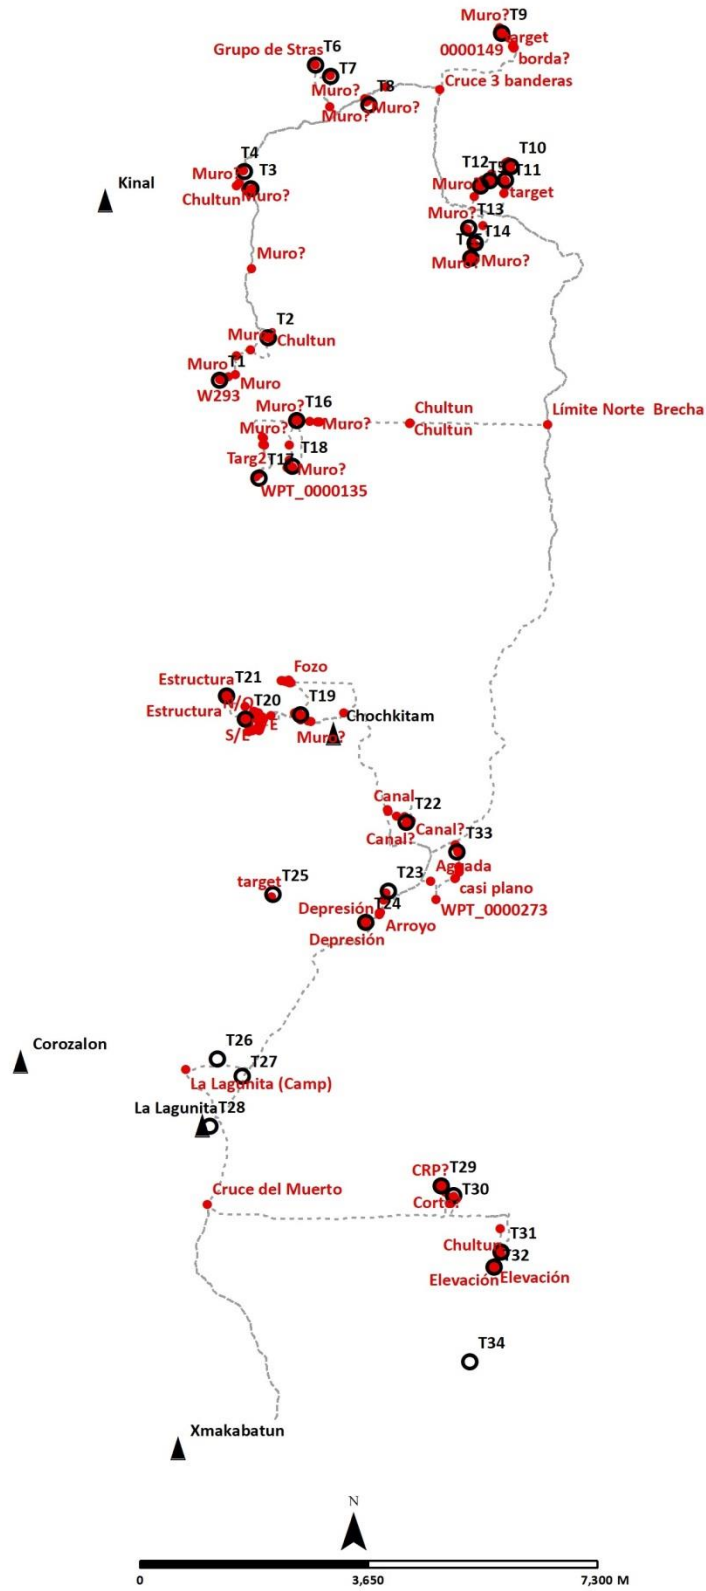 Muro? T9
target
Grupo de Stras
T6
0000149
borda?
T7
Muro?
T8
Cruce 3 banderas
Muro?
Muro?
T4
T10
Muro?
T3
T12
T5
T11
Kinal
Muro?
Chultun
Muro?
target
T13
Muro?
T14
Muro?
Muro?
Muro?
T2
Muro?
Chultun
Muro
T1
Muro
W293
T16
Muro?
Chultun
Límite Norte Brecha
Muro?
Muro?
Chultun
T18
Targ2
T17
Muro?
WPT_0000135
Fozo
Estructura
T21
N/O
T19
Estructura
T20
Chochkitam
E
S/E
Muro?
Canal
T22
Canal?
Canal?
T33
Aguada
T25
T23
target
casi plano
Depresión
T24
WPT_0000273
Arroyo
Depresión
T26
Corozalon
T27
La Lagunita (Camp)
La Lagunita
T28
CRP?
T29
Cruce del Muerto
T30
Corte?
T31
Chultun
T32
Elevación
Elevación
T34
Xmakabatun
N
0
3,650
7,300 M